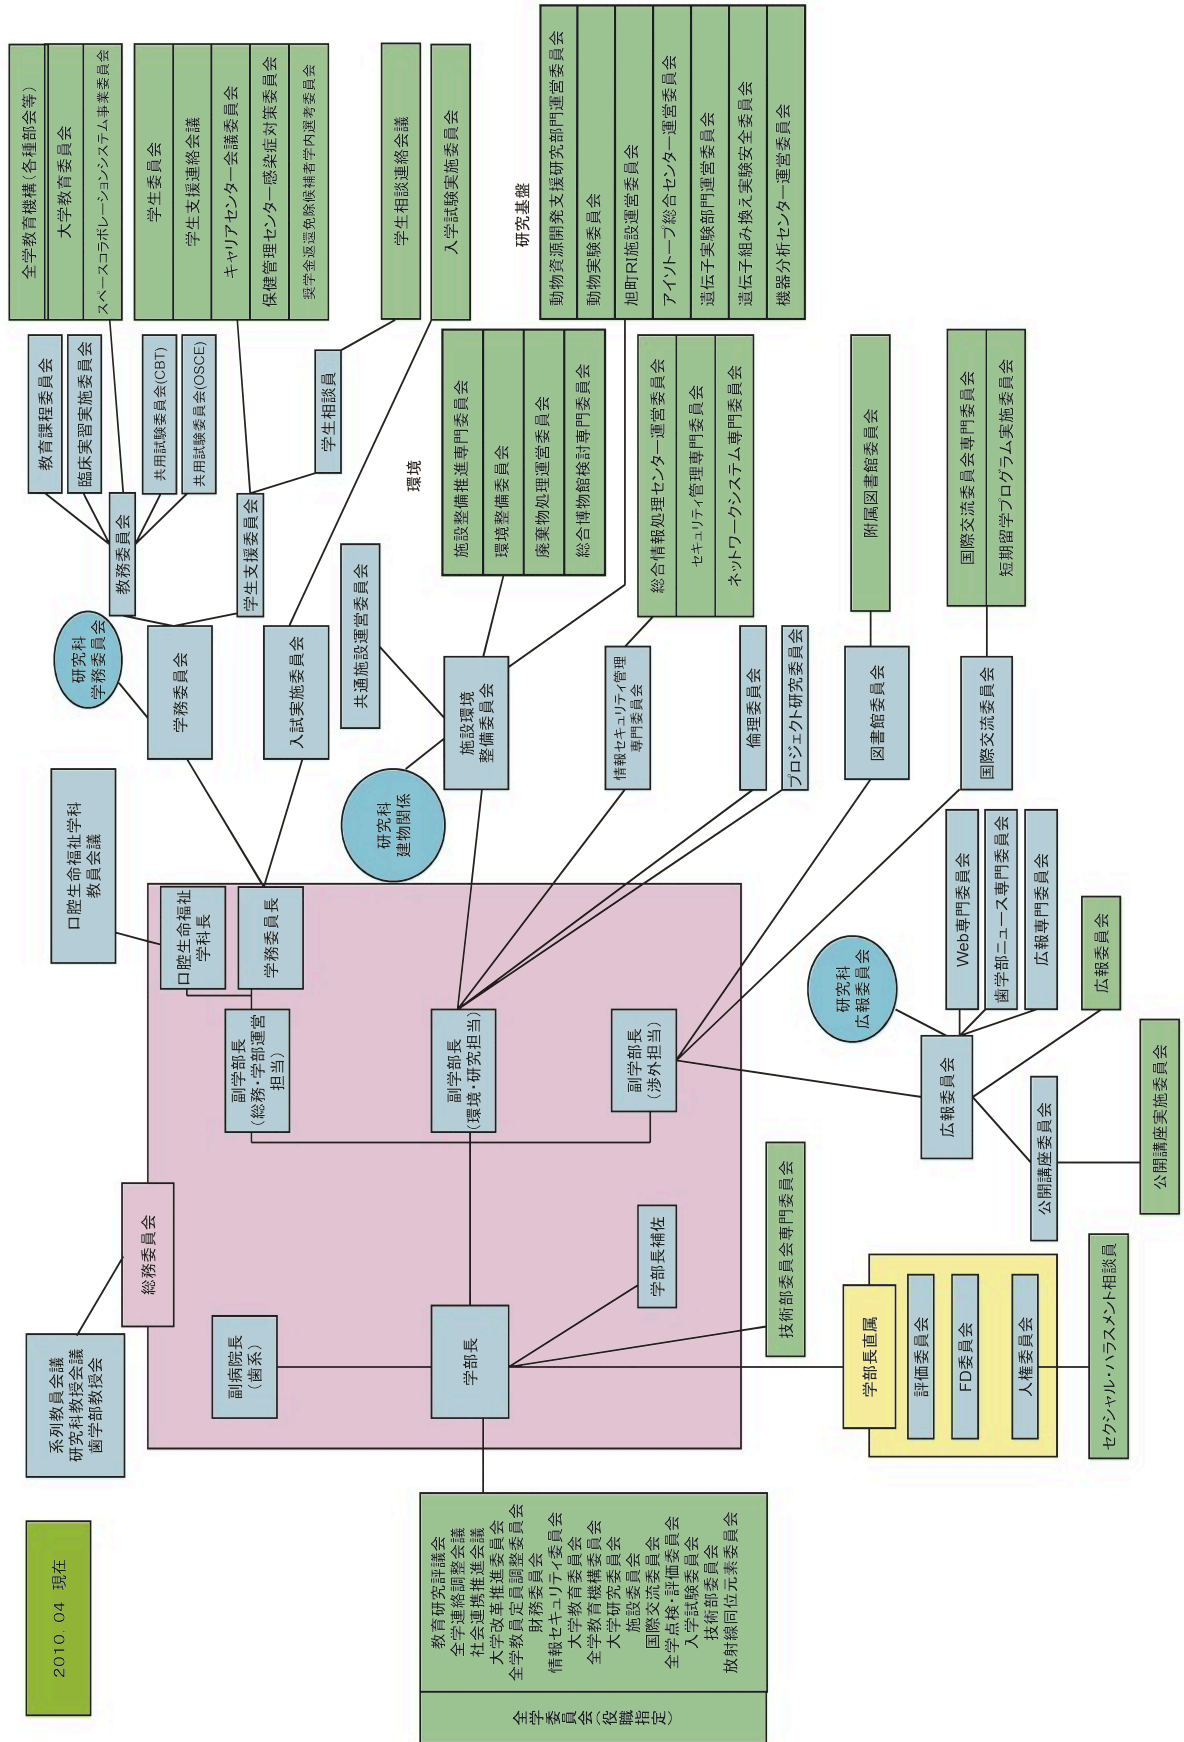 2010. 04 現在
系列教員会議
研究科教授会議
歯学部教授会
総務委員会
口腔生命福祉学科
教員会議
研究科
学務委員会
教育課程委員会
臨床実習実施委員会
教務委員会
共用試験委員会(CBT)
共用試験委員会(OSCE)
全学教育機構(各種部会等)
大学教育委員会
スペースコラボレーションシステム事業委員会
学生委員会
学生支援連絡会議
キャリアセンター会議委員会
保健管理センター感染症対策委員会
奨学金返還免除候補者学内選考委員会
学務委員会
学生支援委員会
学生相談員
学生相談連絡会議
入学試験実施委員会
入試実施委員会
副病院長
(歯系)
口腔生命福祉
学科長
学務委員長
副学部長
(総務・学部運営
担当)
共通施設運営委員会
研究科
建物関係
施設環境
整備委員会
環境
施設整備推進専門委員会
環境整備委員会
廃棄物処理運営委員会
総合博物館検討専門委員会
研究基盤
動物資源開発支援研究部門運営委員会
動物実験委員会
旭町RI施設運営委員会
アイソトープ総合センター運営委員会
遺伝子実験部門運営委員会
遺伝子組み換え実験安全委員会
機器分析センター運営委員会
学部長
副学部長
(環境・研究担当)
情報セキュリティ管理
専門委員会
総合情報処理センター運営委員会
セキュリティ管理専門委員会
ネットワークシステム専門委員会
学部長補佐
副学部長
(渉外担当)
倫理委員会
プロジェクト研究委員会
技術部委員会専門委員会
図書館委員会
附属図書館委員会
国際交流委員会
国際交流委員会専門委員会
短期留学プログラム実施委員会
研究科
広報委員会
Web専門委員会
歯学部ニュース専門委員会
広報専門委員会
広報委員会
広報委員会
公開講座委員会
公開講座実施委員会
学部長直属
評価委員会
FD委員会
人権委員会
セクシャル・ハラスメント相談員
教育研究評議会
全学連絡調整会議
社会連携推進会議
大学改革推進委員会
全学教員定員調整委員会
財務委員会
情報セキュリティ委員会
大学教育委員会
全学教育機構委員会
大学研究委員会
施設委員会
国際交流委員会
全学点検・評価委員会
入学試験委員会
技術部委員会
放射線同位元素委員会
全学委員会(役職指定)